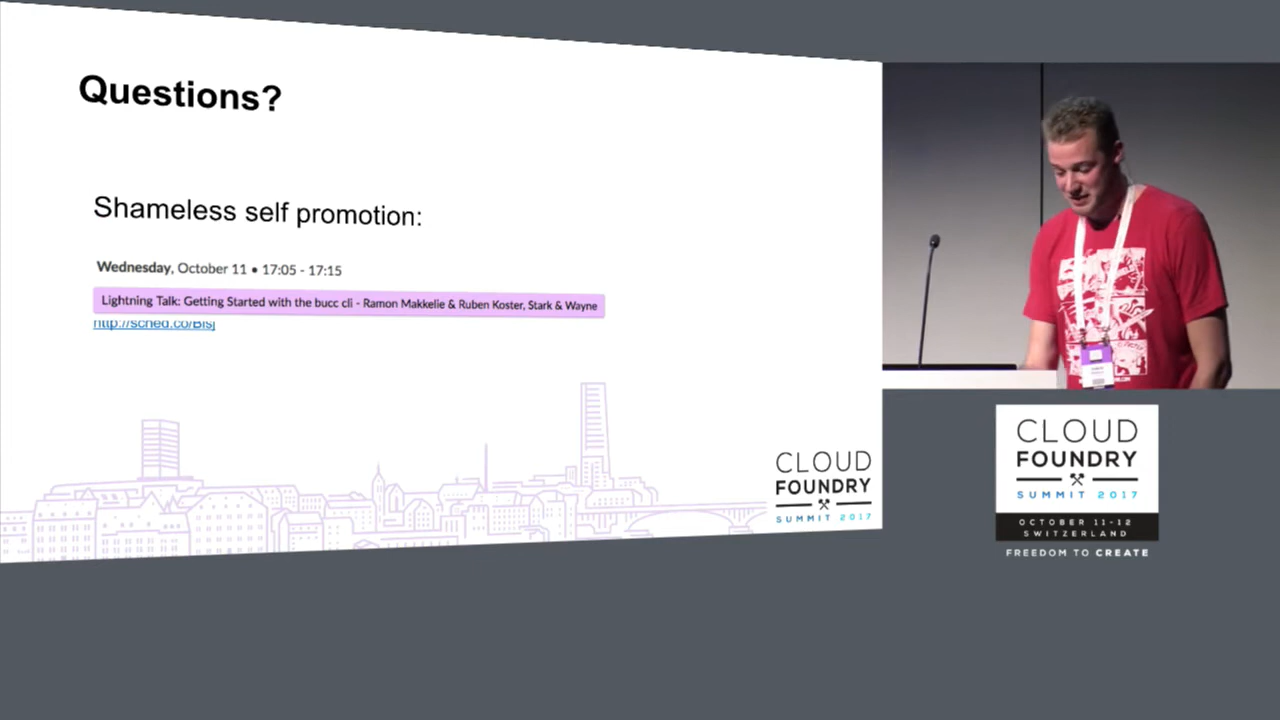 Questions?
Shameless self promotion:
Wednesday, October 11 • 17:05 - 17:15
Lightning Talk: Getting Started with the bucc cli - Ramon Makkelie & Ruben Koster, Stark & Wayne
CLOUD
FOUNDRY
SUMMIT 2017
CLOUD
FOUNDRY
SUMMIT 2017
OCTOBER 11-12
SWITZERLAND
FREEDOM TO CREATE